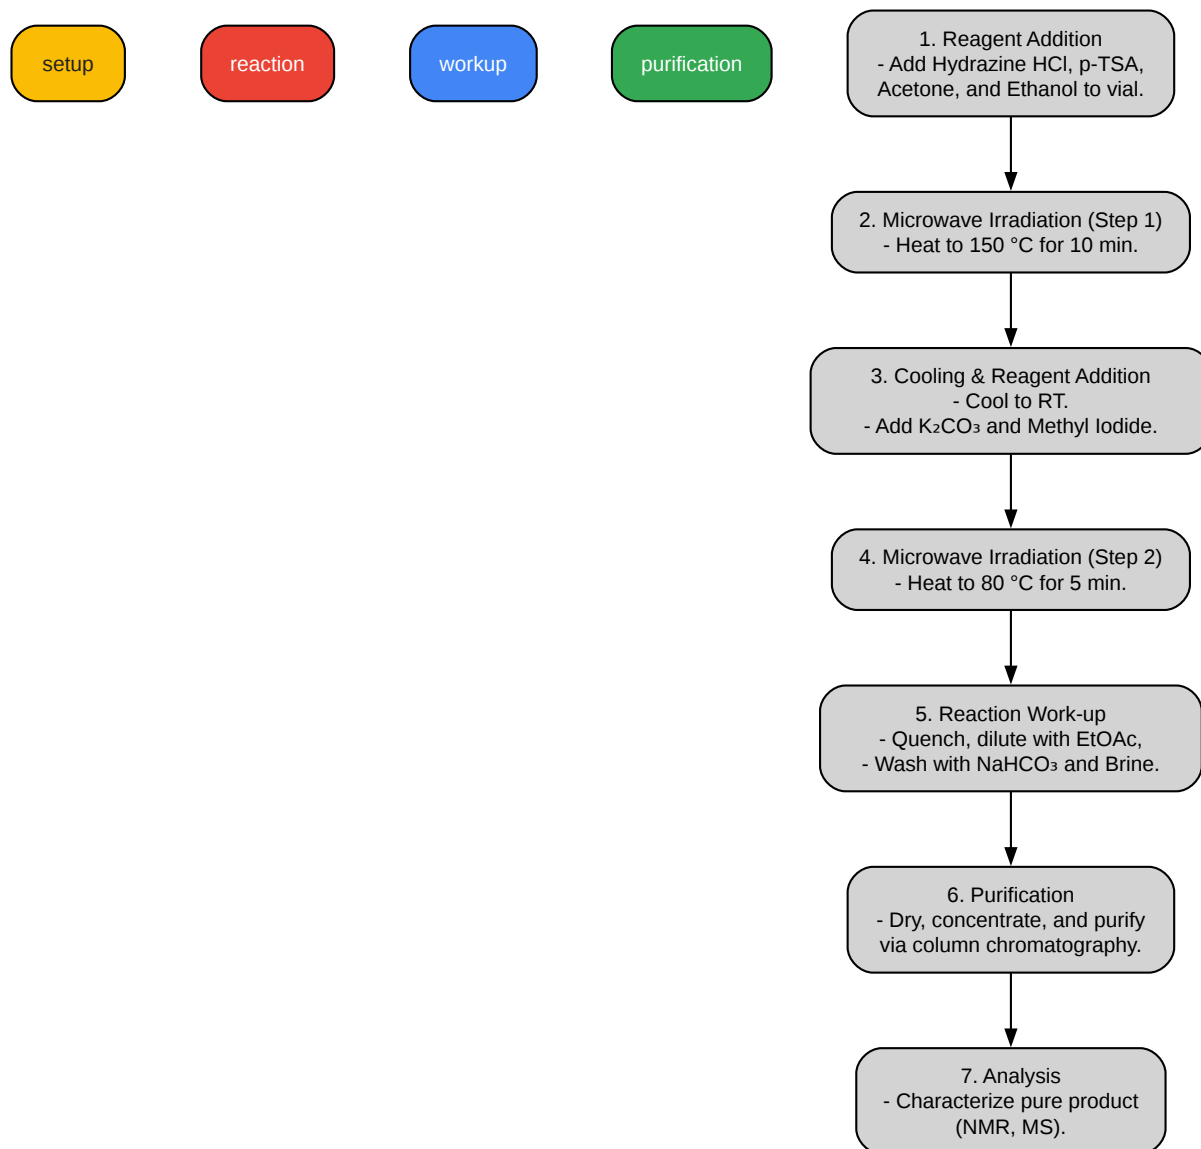 setup
reaction
workup
purification
1. Reagent Addition
- Add Hydrazine HCl, p-TSA,
Acetone, and Ethanol to vial.
2. Microwave Irradiation (Step 1)
- Heat to 150 °C for 10 min.
3. Cooling & Reagent Addition
- Cool to RT.
- Add K₂CO₃ and Methyl Iodide.
4. Microwave Irradiation (Step 2)
- Heat to 80 °C for 5 min.
5. Reaction Work-up
- Quench, dilute with EtOAc,
- Wash with NaHCO₃ and Brine.
6. Purification
- Dry, concentrate, and purify
via column chromatography.
7. Analysis
- Characterize pure product
(NMR, MS).